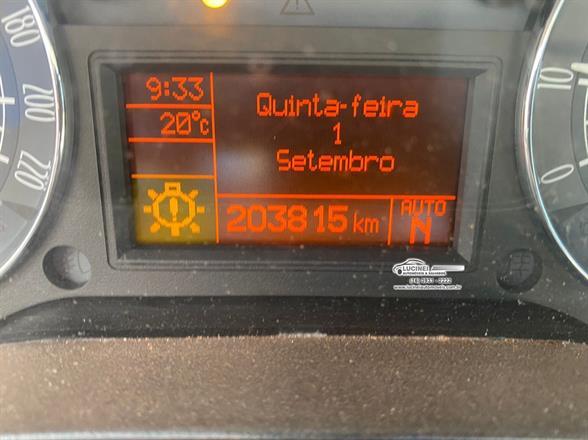 180
200
220
9:33
20°c
Quinta-feira
1
Setembro
203815 km
AUTO
N
10
0
LUCINEI